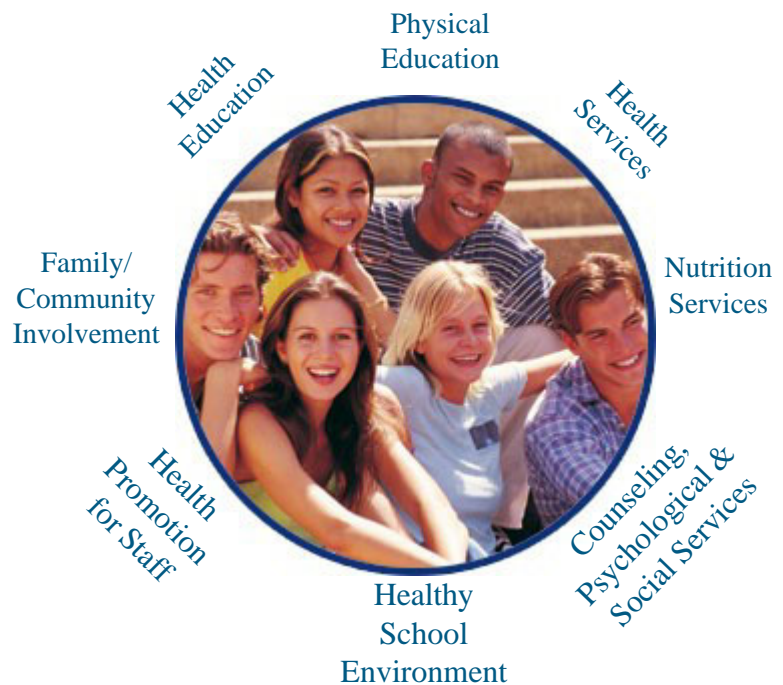 Physical
Education
Health
Services
Nutrition
Services
Counseling,
Psychological &
Social Services
Healthy
School
Environment
Health
Promotion
for Staff
Family/
Community
Involvement
Health
Education